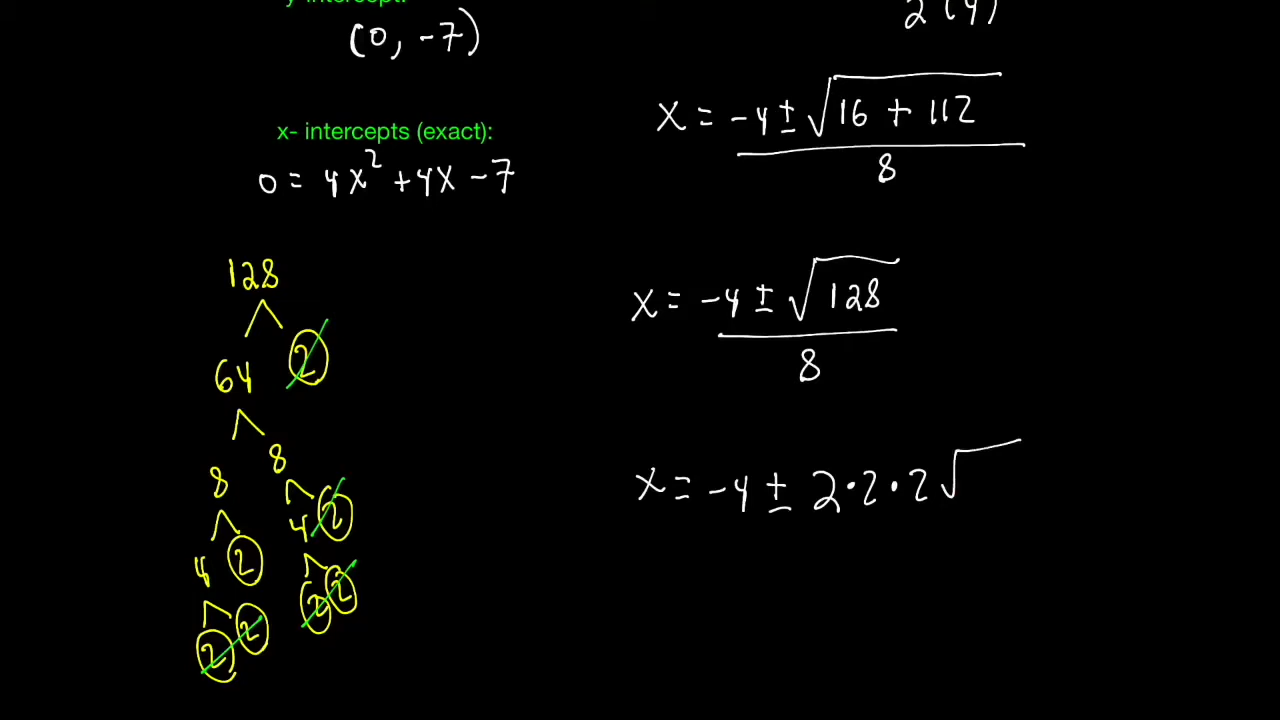 y-intercept:
(0, -7)
x- intercepts (exact):
0 = 4x² + 4x - 7
128
64 2
8 8
4 2 4 2
2 2 2 2
2(4)
x = -4 ± √16 + 112
8
x = -4 ± √128
8
x = -4 ± 2·2·2√